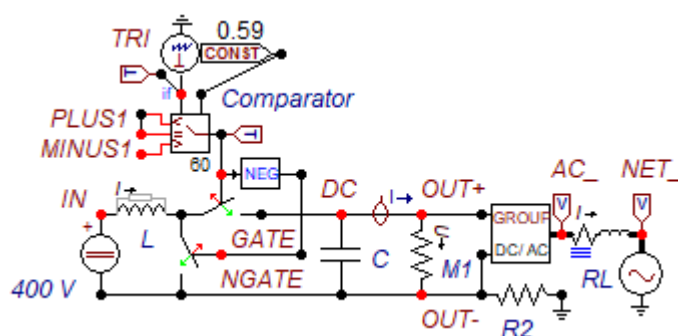 TRI
0.59
CONST
T
iif
Comparator
PLUS1
MINUS1
T
60
NEG
IN
I
L
GATE
NGATE
400 V
DC
I
C
OUT+
U
M1
OUT-
GROUP
DC/ AC
R2
AC_
V
I
NET_
V
RL